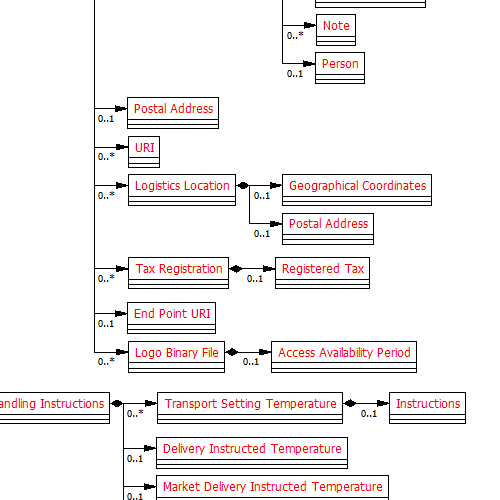 Note
0..*
Person
0..1
Postal Address
0..1
URI
0..*
Logistics Location
0..*
Geographical Coordinates
0..1
Postal Address
0..1
Tax Registration
0..*
Registered Tax
0..1
End Point URI
0..1
Logo Binary File
0..*
Access Availability Period
0..1
andling Instructions
Transport Setting Temperature
0..*
Instructions
0..1
Delivery Instructed Temperature
0..1
Market Delivery Instructed Temperature
0..1